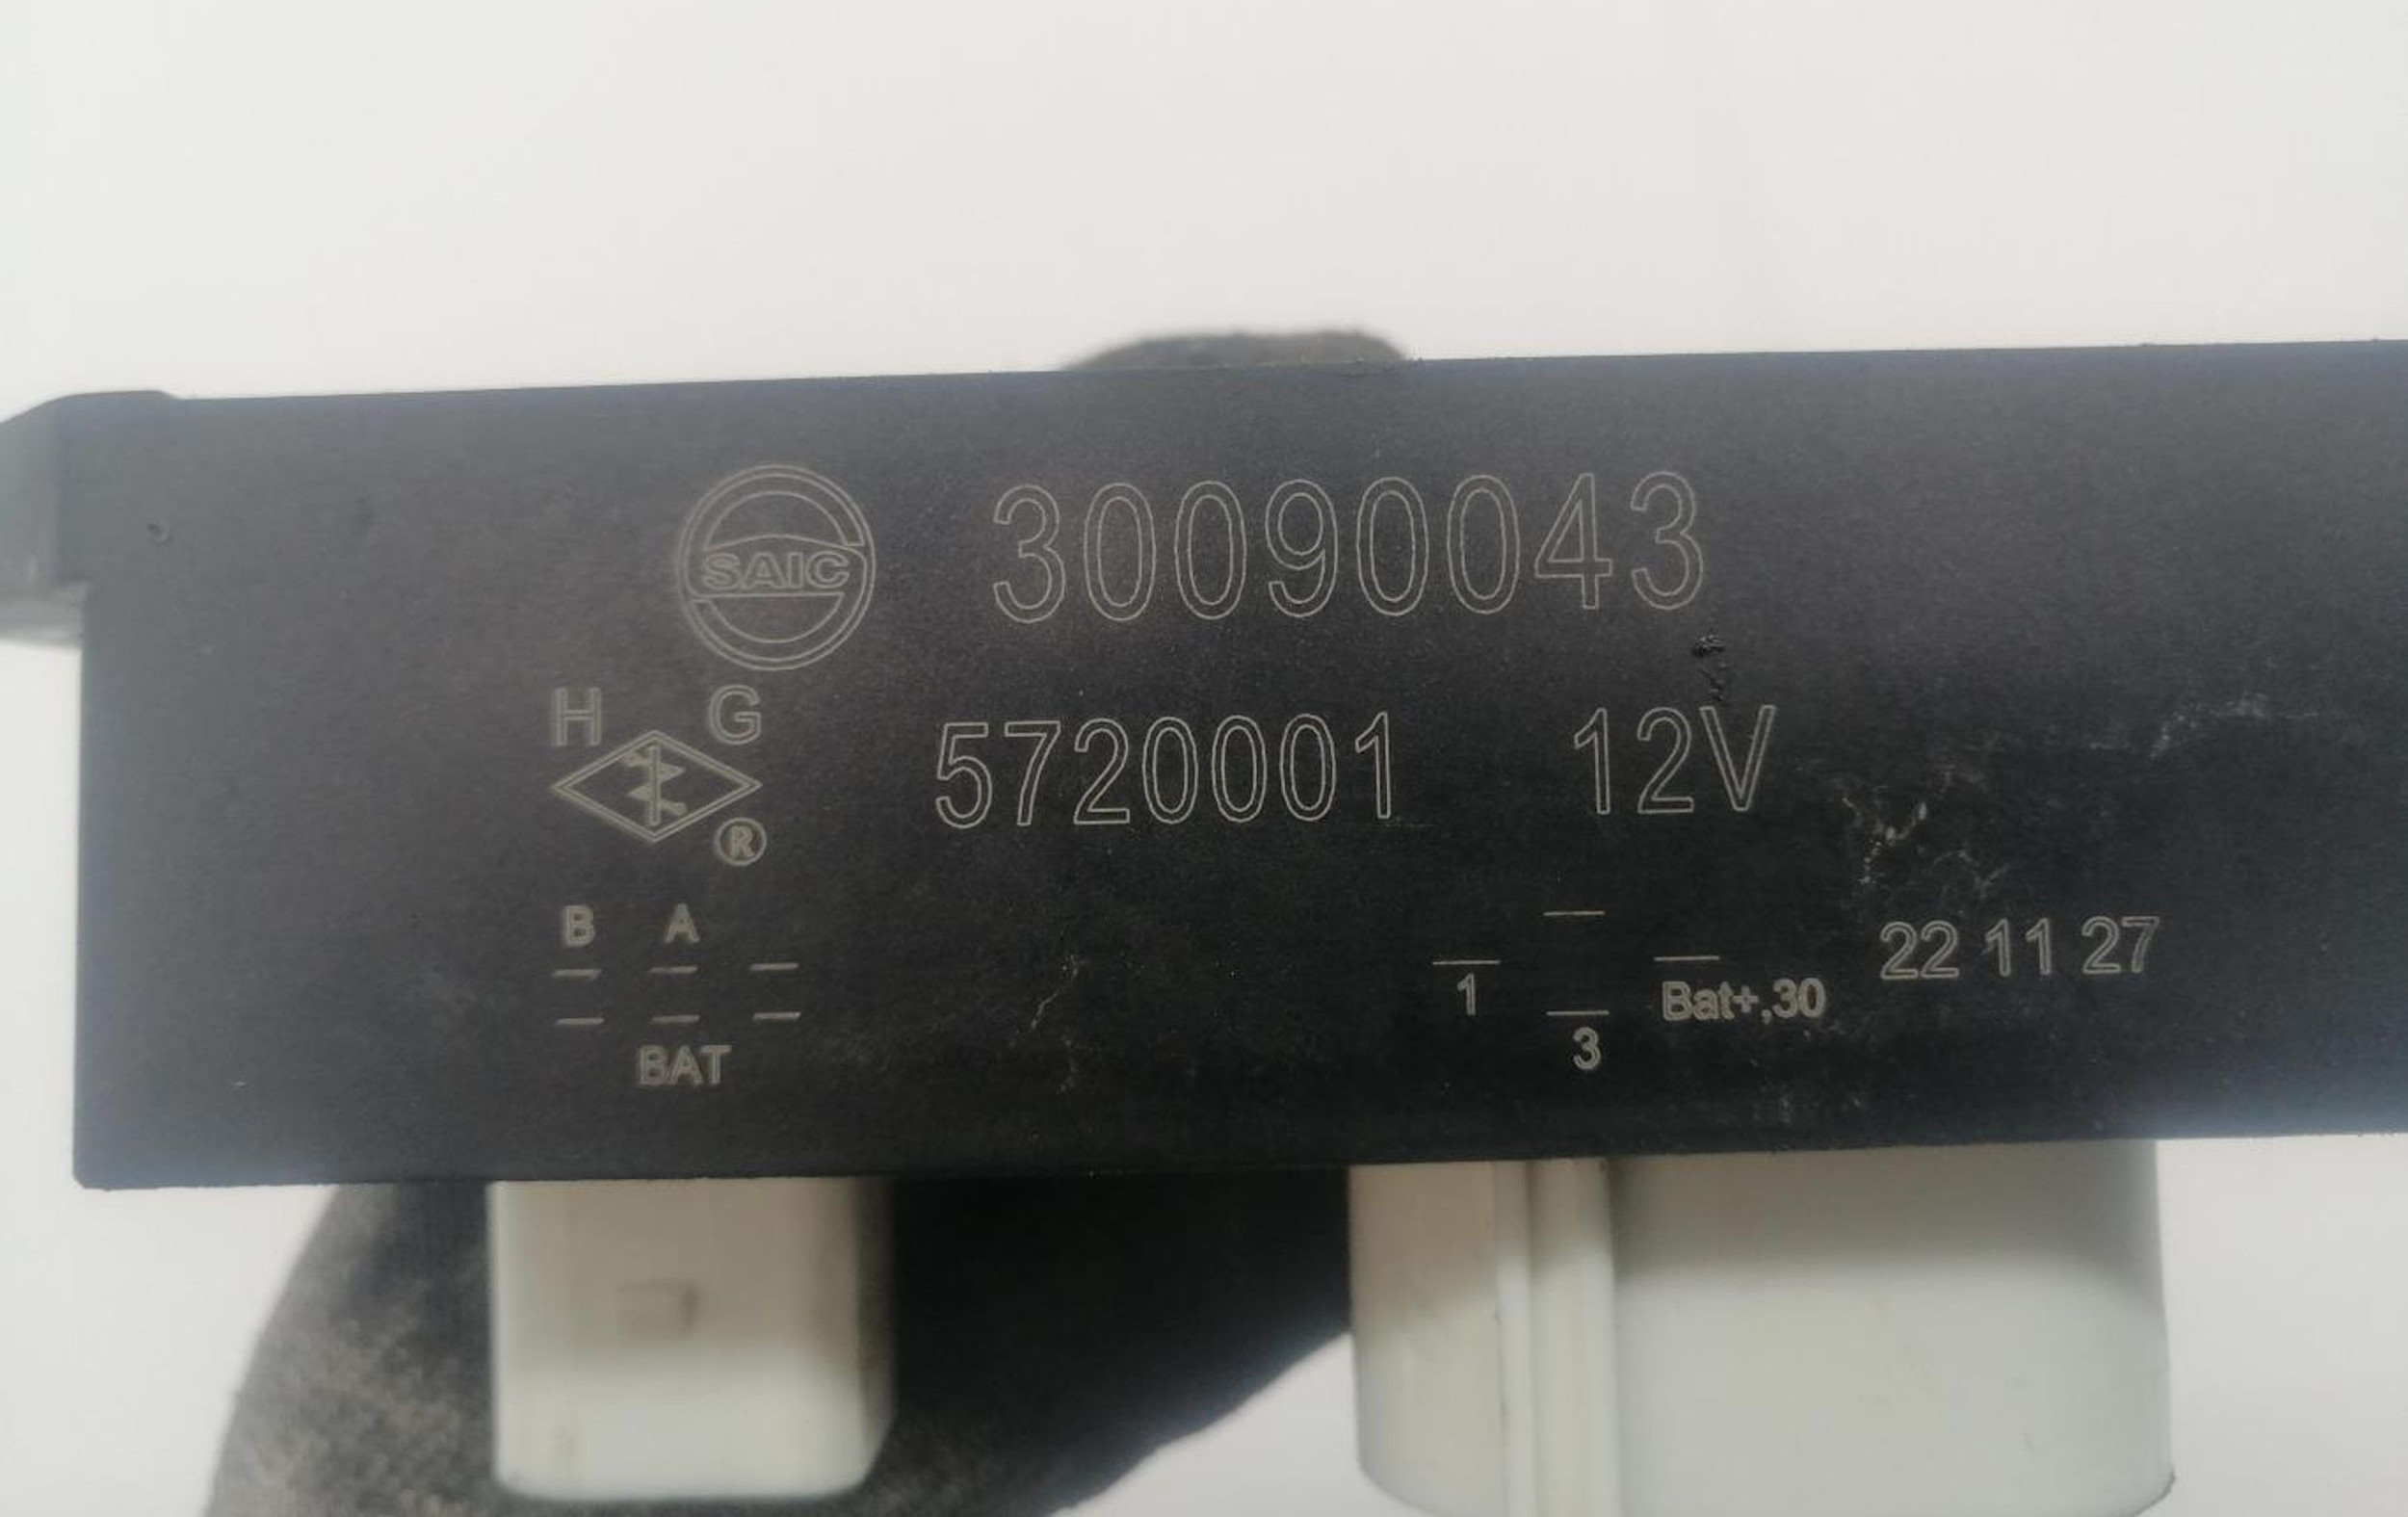 SAIC 30090043
H G
5720001 12V
®
B A
1 Bat+,30 22 11 27
3
BAT